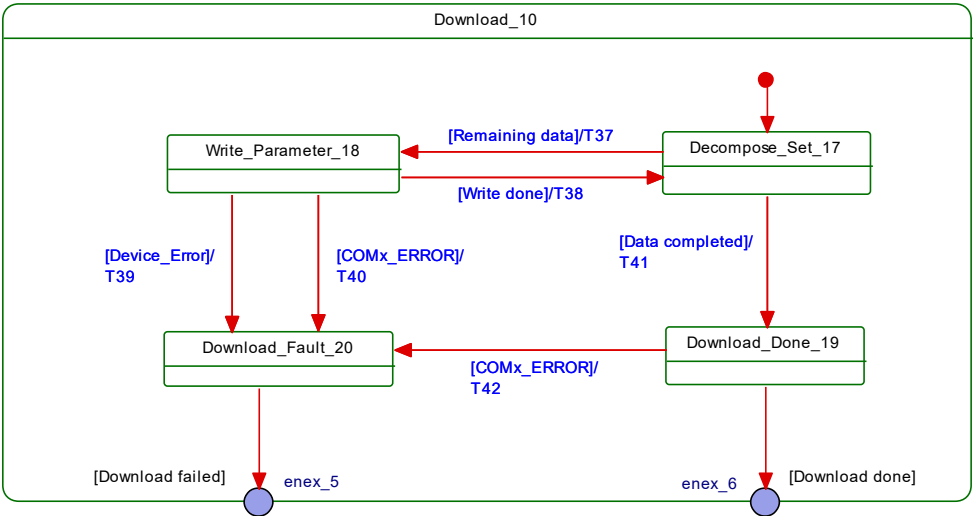 Download_10
[Remaining data]/T37
Write_Parameter_18
Decompose_Set_17
[Write done]/T38
[Device_Error]/
T39
[COMx_ERROR]/
T40
[Data completed]/
T41
Download_Fault_20
Download_Done_19
[COMx_ERROR]/
T42
[Download failed]
enex_5
enex_6
[Download done]